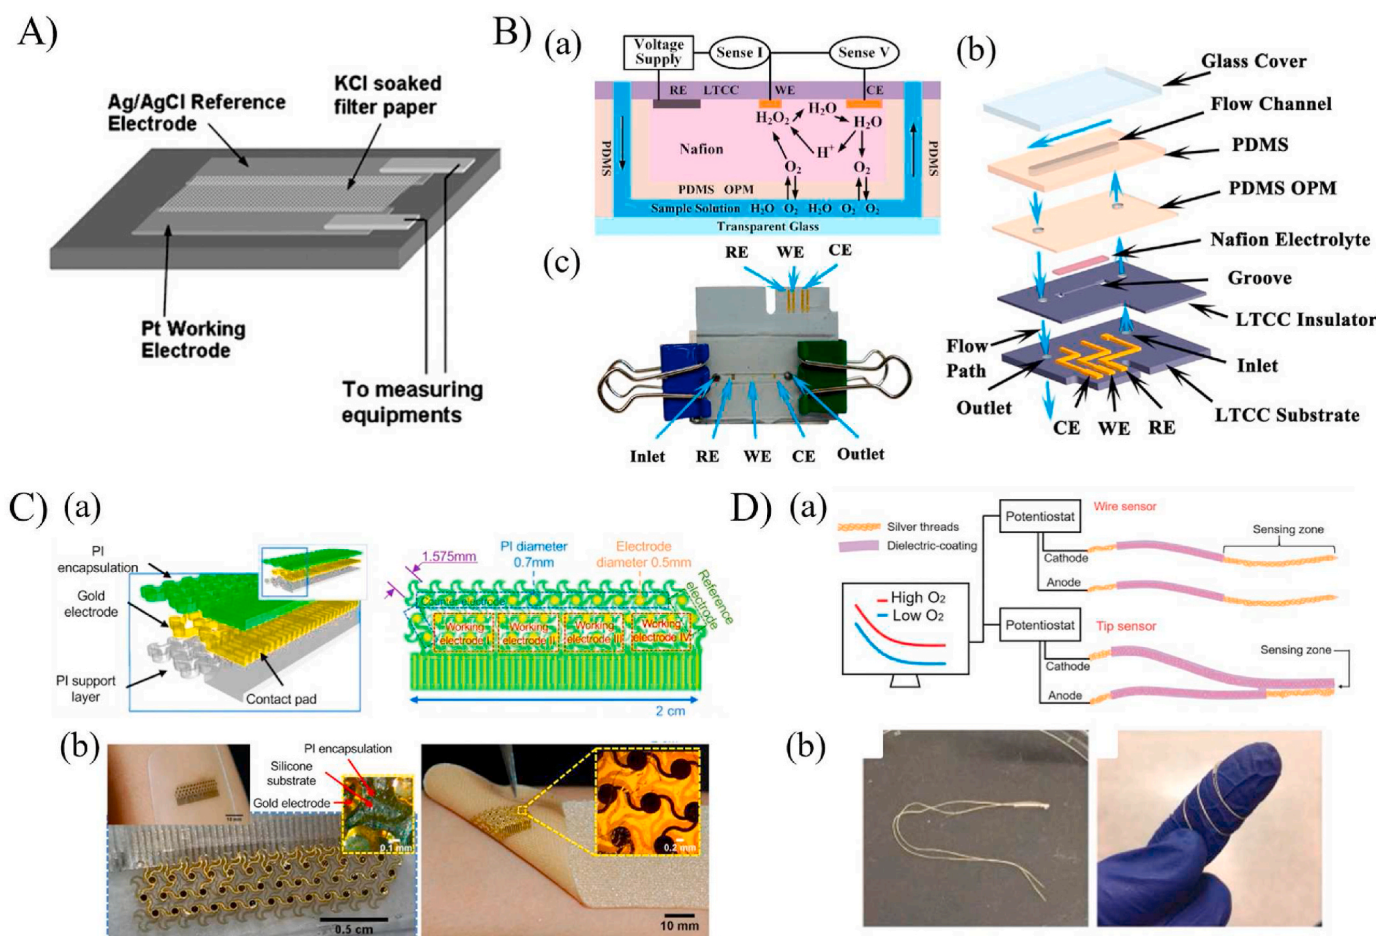 A)
Ag/AgCl Reference
Electrode
KCl soaked
filter paper
Pt Working
Electrode
To measuring
equipments
B)
(a)
Voltage
Supply
Sense I
Sense V
RE LTCC WE CE
H2O2
H2O
H2O
H+
Nafion
O2
O2
PDMS
PDMS
PDMS OPM
Sample Solution H2O O2 H2O O2 O2
Transparent Glass
(b)
Glass Cover
Flow Channel
PDMS
PDMS OPM
Nafion Electrolyte
Groove
LTCC Insulator
Flow
Path
Inlet
Outlet
LTCC Substrate
CE WE RE
(c)
RE WE CE
Inlet RE WE CE Outlet
C)
(a)
PI
encapsulation
Gold
electrode
PI support
layer
Contact pad
1.575mm
PI diameter
0.7mm
Electrode
diameter 0.5mm
Counter electrode
Reference
electrode
Working
electrode I
Working
electrode II
Working
electrode III
Working
electrode IV
2 cm
(b)
PI encapsulation
Silicone
substrate
Gold electrode
10 mm
0.1 mm
0.5 cm
0.2 mm
10 mm
D)
(a)
Silver threads
Dielectric-coating
Potentiostat
Wire sensor
Cathode
Sensing zone
Anode
High O2
Low O2
Potentiostat
Tip sensor
Cathode
Sensing zone
Anode
(b)